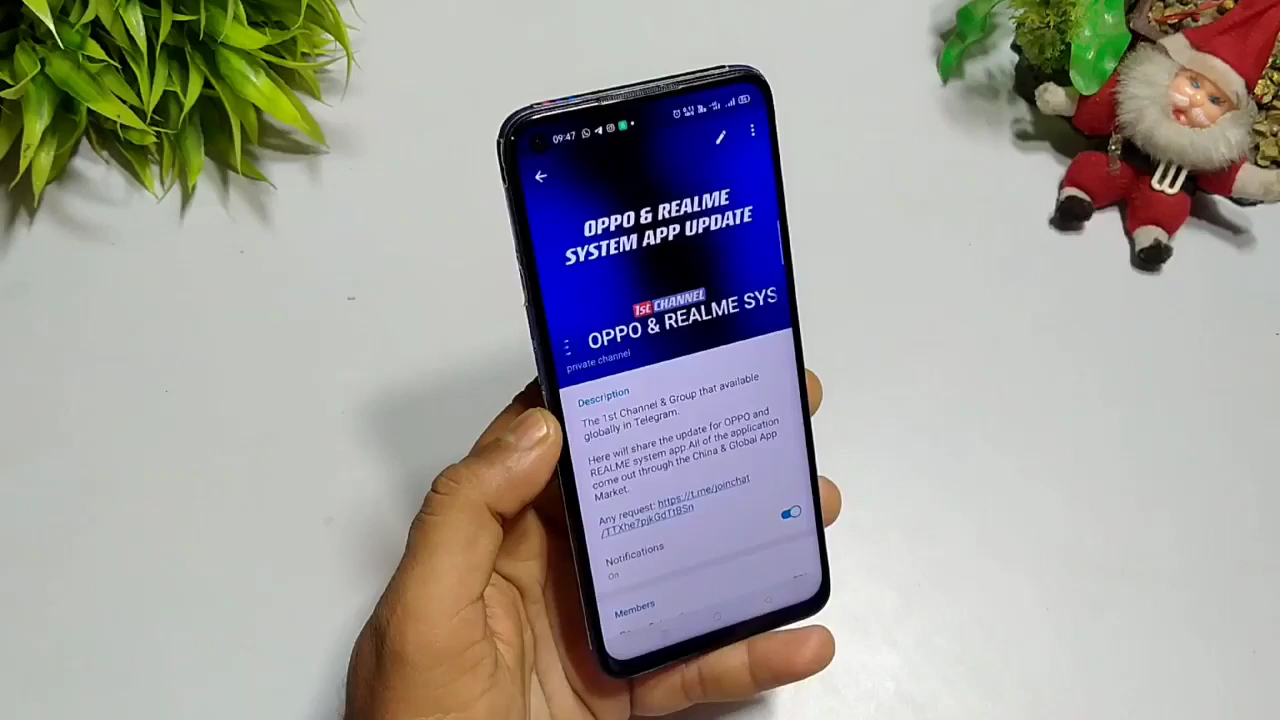 09:47
OPPO & REALME
SYSTEM APP UPDATE
1st CHANNEL
OPPO & REALME SYS
private channel
Description
The 1st Channel & Group that available
globally in Telegram.
Here will share the update for OPPO and
REALME system app.All of the application
come out through the China & Global App
Market.
Any request: https://t.me/joinchat
/TTXhe7pjkGdTtBSn
Notifications
On
Members